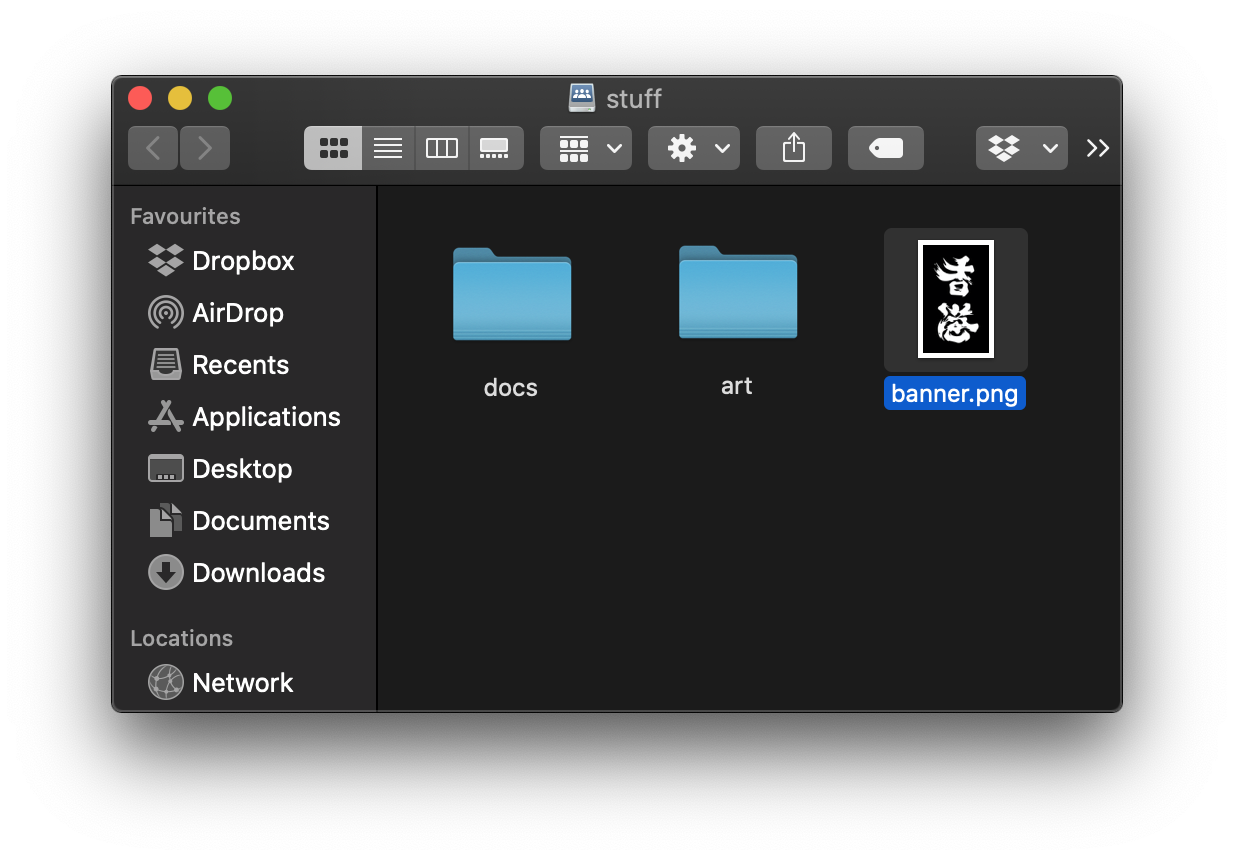 stuff
Favourites
Dropbox
AirDrop
Recents
Applications
Desktop
Documents
Downloads
Locations
Network
docs
art
香港
banner.png